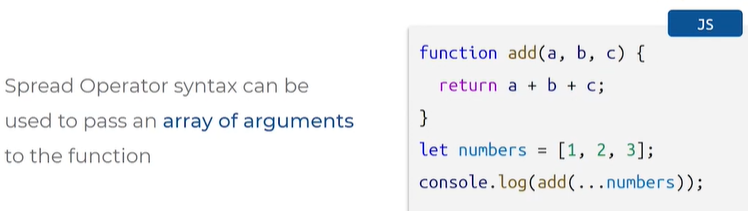 Spread Operator syntax can be
used to pass an array of arguments
to the function
JS
function add(a, b, c) {
  return a + b + c;
}
let numbers = [1, 2, 3];
console.log(add(...numbers));